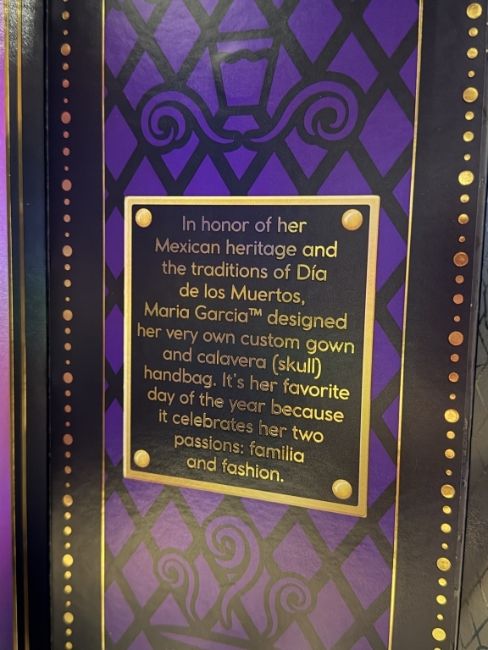 In honor of her
Mexican heritage and
the traditions of Día
de los Muertos,
Maria Garcia™ designed
her very own custom gown
and calavera (skull)
handbag. It's her favorite
day of the year because
it celebrates her two
passions: familia
and fashion.